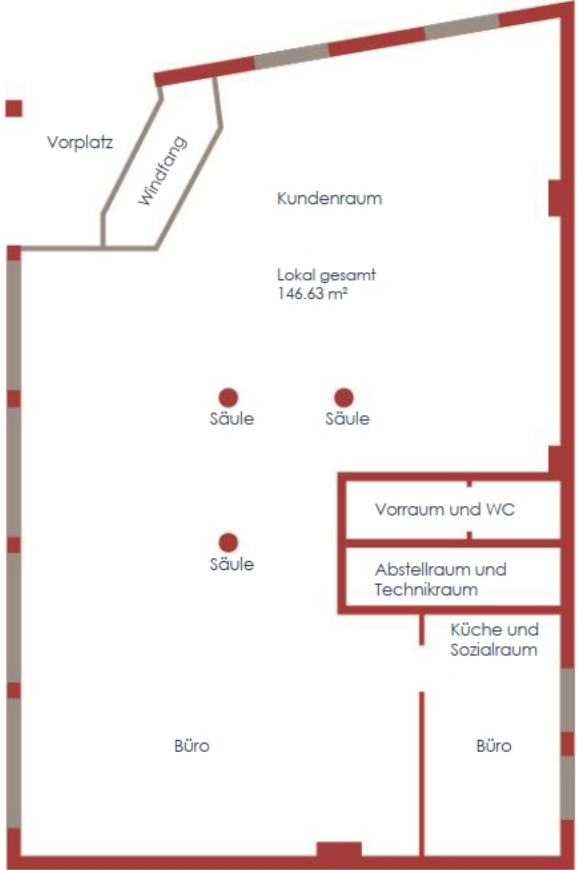 Vorplatz
Windfang
Kundenraum
Lokal gesamt
146.63 m²
Säule
Säule
Vorraum und WC
Säule
Abstellraum und
Technikraum
Küche und
Sozialraum
Büro
Büro